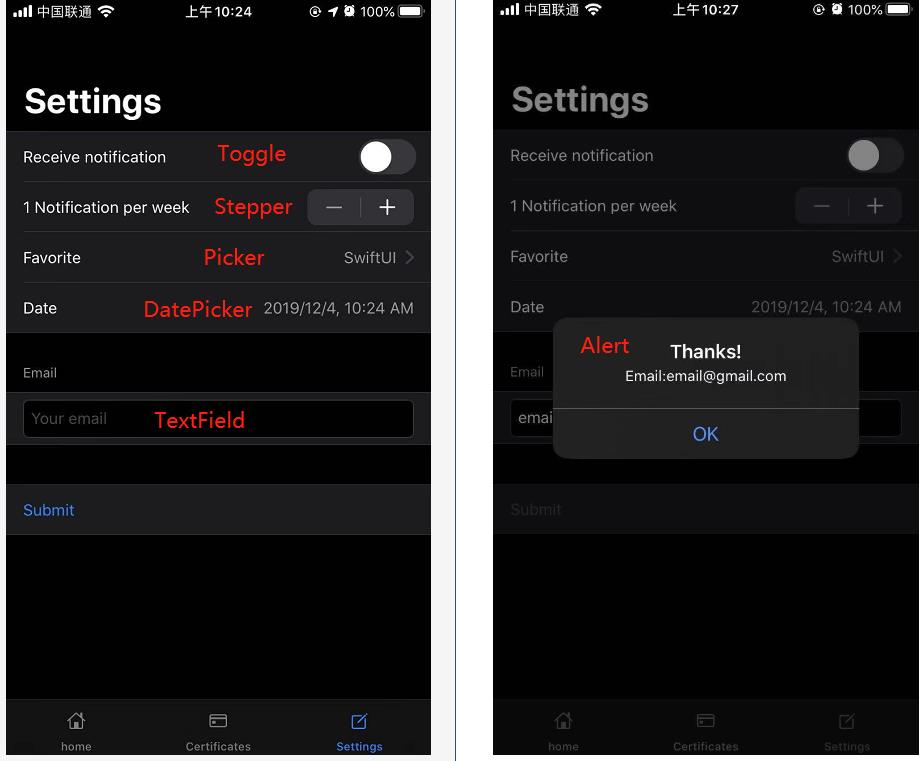 中国联通 上午10:24 100%
Settings
Receive notification Toggle
1 Notification per week Stepper
Favorite Picker SwiftUI
Date DatePicker 2019/12/4, 10:24 AM
Email
Your email TextField
Submit
home Certificates Settings
中国联通 上午10:27 100%
Settings
Receive notification
1 Notification per week
Favorite SwiftUI
Date 2019/12/4, 10:24 AM
Alert Thanks!
Email
Email:email@gmail.com
emai
OK
Submit
home Certificates Settings